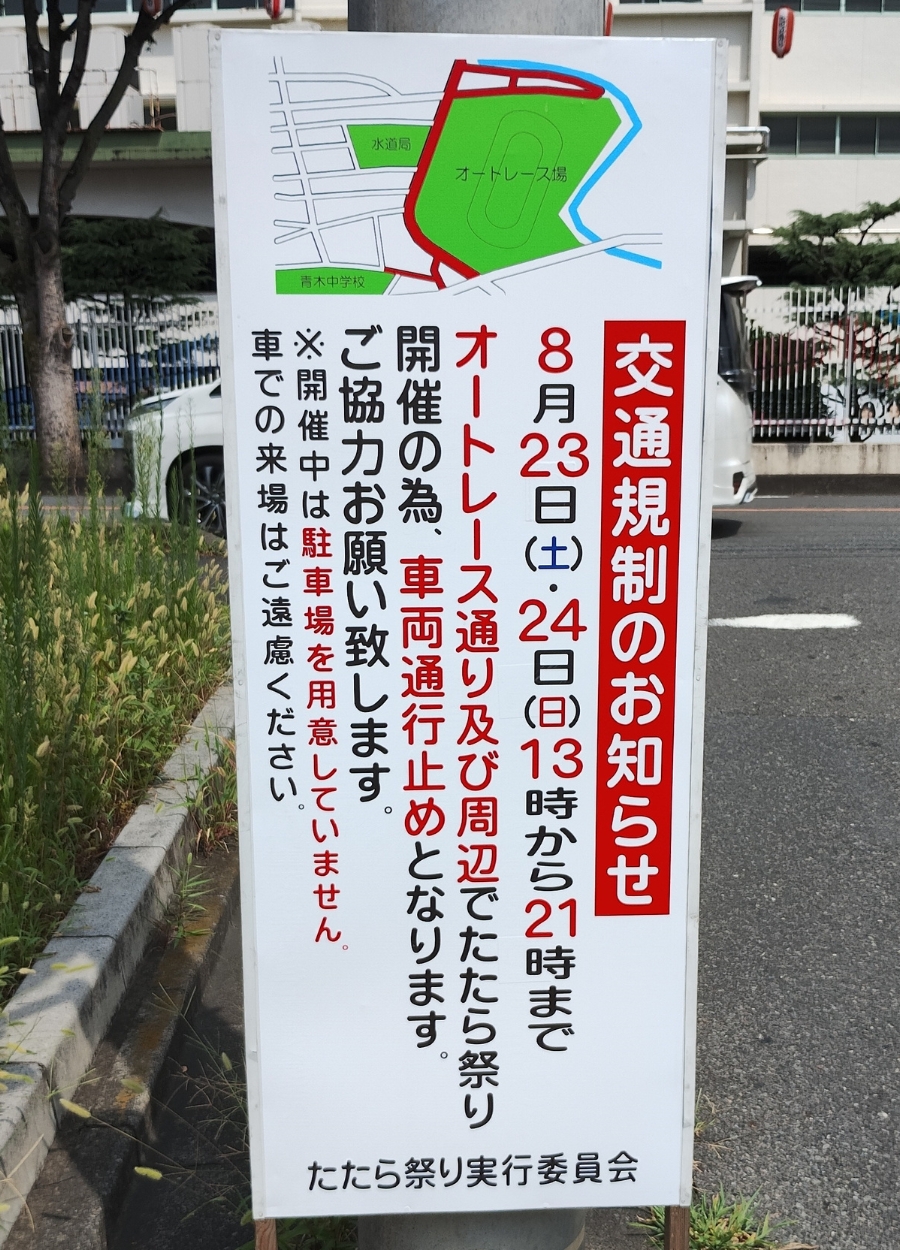 水道局
オートレース場
青木中学校
交通規制のお知らせ
8月23日(土)・24日(日)13時から21時まで
オートレース通り及び周辺でたたら祭り
開催の為、車両通行止めとなります。
ご協力お願い致します。
※開催中は駐車場を用意していません。
車での来場はご遠慮ください。
たたら祭り実行委員会